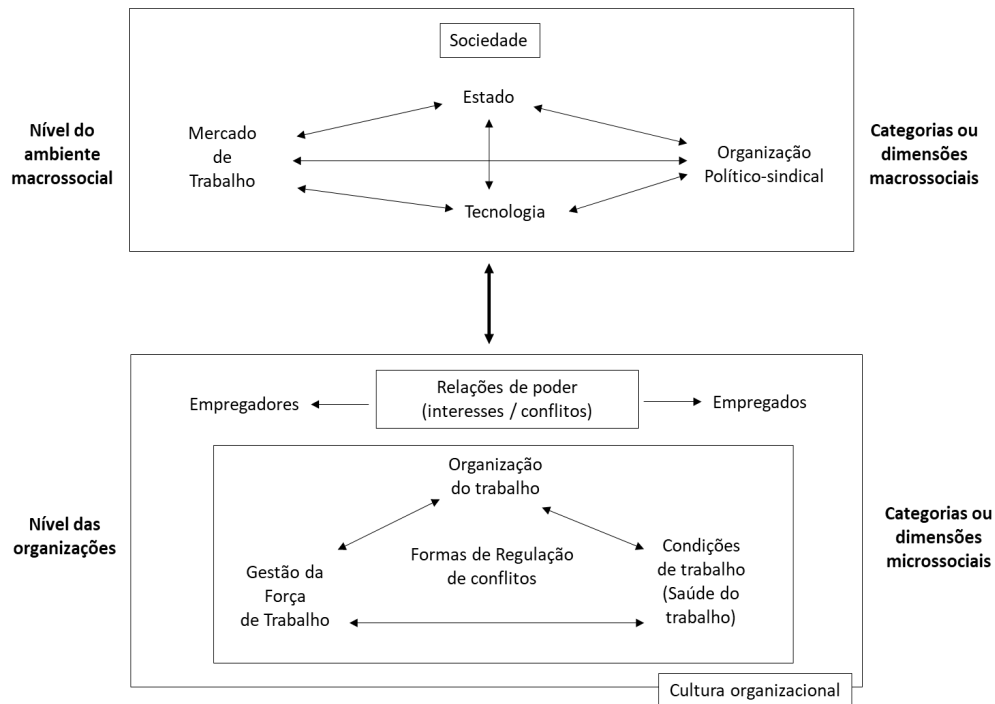 Sociedade
Estado
Nível do
ambiente
macrossocial
Mercado
de
Trabalho
Organização
Político-sindical
Categorias ou
dimensões
macrossociais
Tecnologia
Relações de poder
(interesses / conflitos)
Empregadores
Empregados
Organização
do trabalho
Nível das
organizações
Formas de Regulação
de conflitos
Gestão da
Força
de Trabalho
Condições
de trabalho
(Saúde do
trabalho)
Categorias ou
dimensões
microssociais
Cultura organizacional